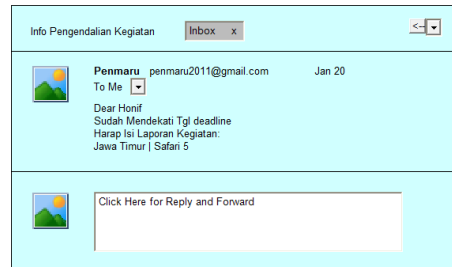 Info Pengendalian Kegiatan Inbox x <--
Penmaru penmaru2011@gmail.com Jan 20
To Me
Dear Honif
Sudah Mendekati Tgl deadline
Harap Isi Laporan Kegiatan:
Jawa Timur | Safari 5
Click Here for Reply and Forward